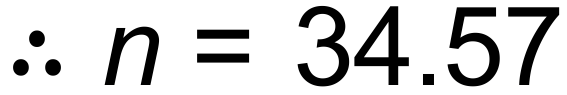 ∴ n = 34.57